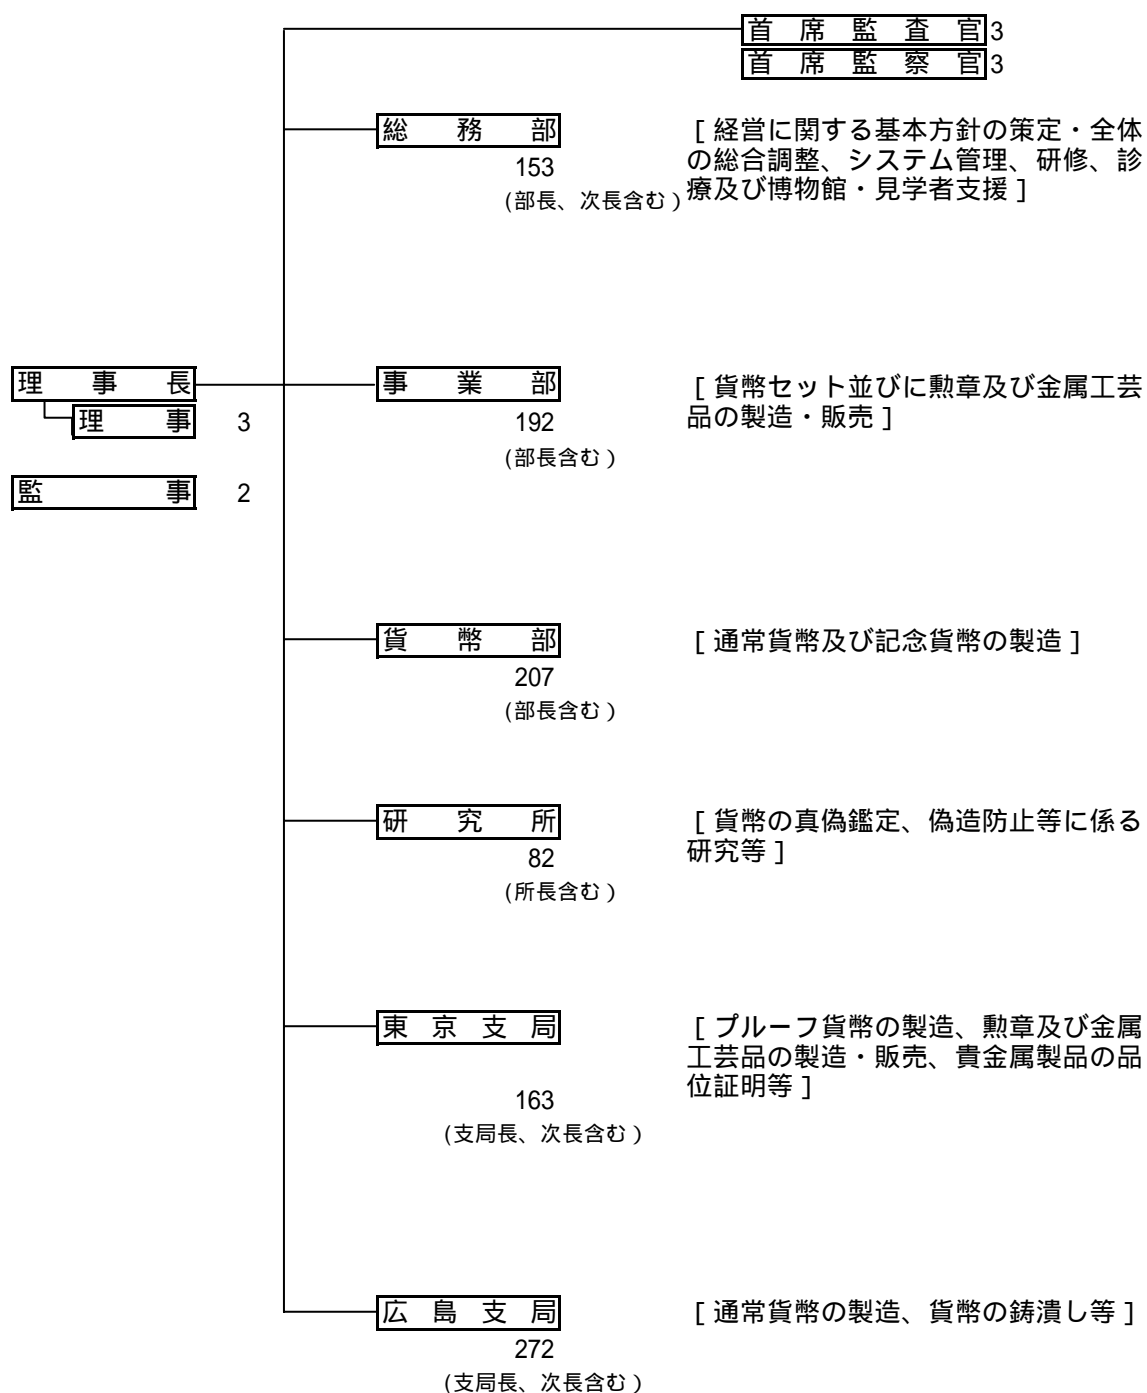 首席監査官 3
首席監察官 3
総務部
153
(部長、次長含む)
[経営に関する基本方針の策定・全体
の総合調整、システム管理、研修、診
療及び博物館・見学者支援]
理事長
理事 3
監事 2
事業部
192
(部長含む)
[貨幣セット並びに勲章及び金属工芸
品の製造・販売]
貨幣部
207
(部長含む)
[通常貨幣及び記念貨幣の製造]
研究所
82
(所長含む)
[貨幣の真偽鑑定、偽造防止等に係る
研究等]
東京支局
163
(支局長、次長含む)
[プルーフ貨幣の製造、勲章及び金属
工芸品の製造・販売、貴金属製品の品
位証明等]
広島支局
272
(支局長、次長含む)
[通常貨幣の製造、貨幣の鋳潰し等]